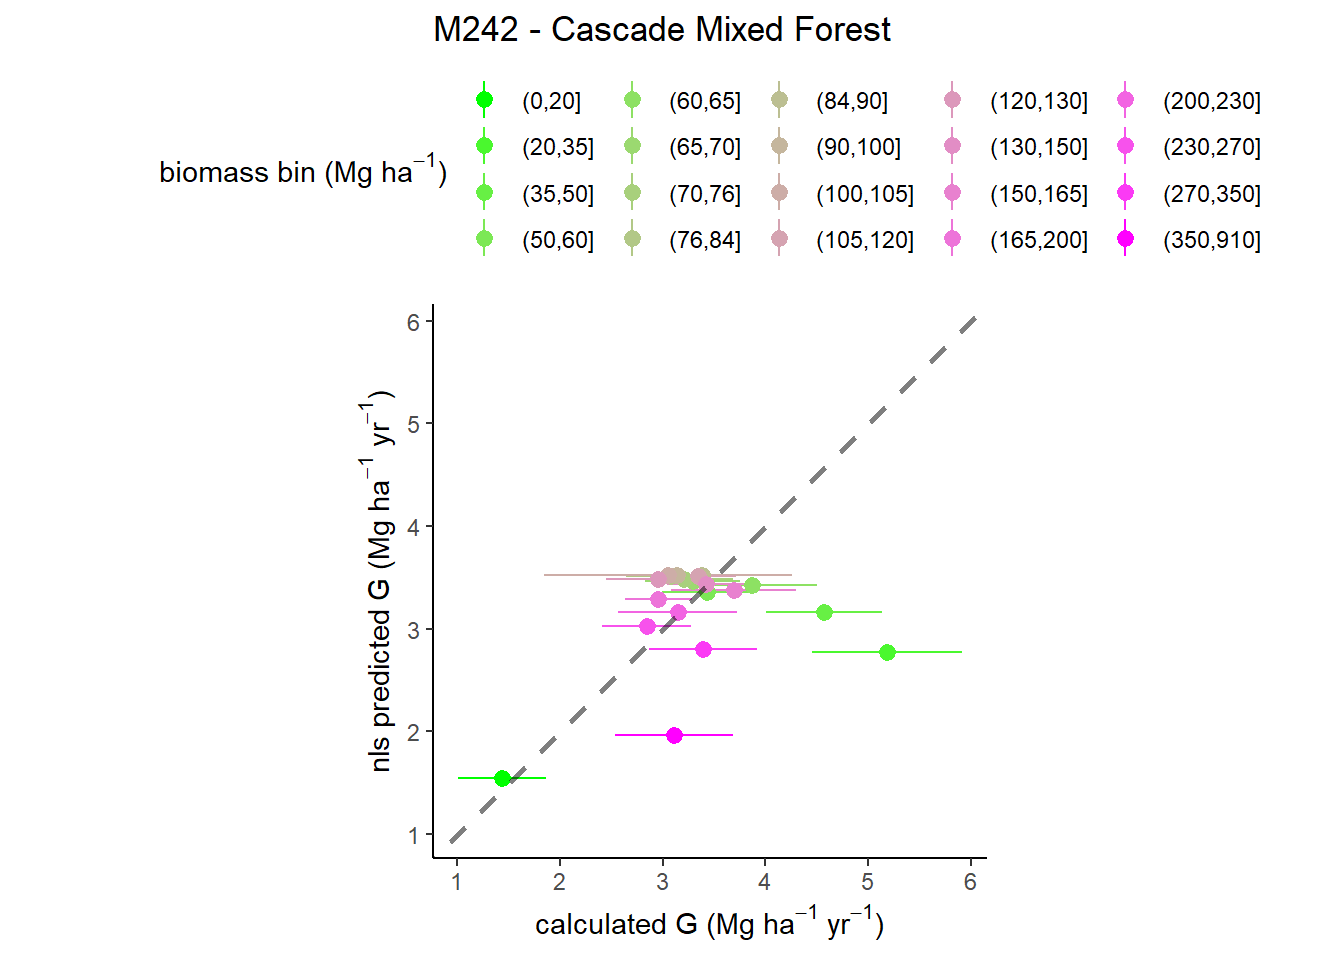 M242 - Cascade Mixed Forest
biomass bin (Mg ha⁻¹)
(0,20] (60,65] (84,90] (120,130] (200,230]
(20,35] (65,70] (90,100] (130,150] (230,270]
(35,50] (70,76] (100,105] (150,165] (270,350]
(50,60] (76,84] (105,120] (165,200] (350,910]
nls predicted G (Mg ha⁻¹ yr⁻¹)
6
5
4
3
2
1
1 2 3 4 5 6
calculated G (Mg ha⁻¹ yr⁻¹)